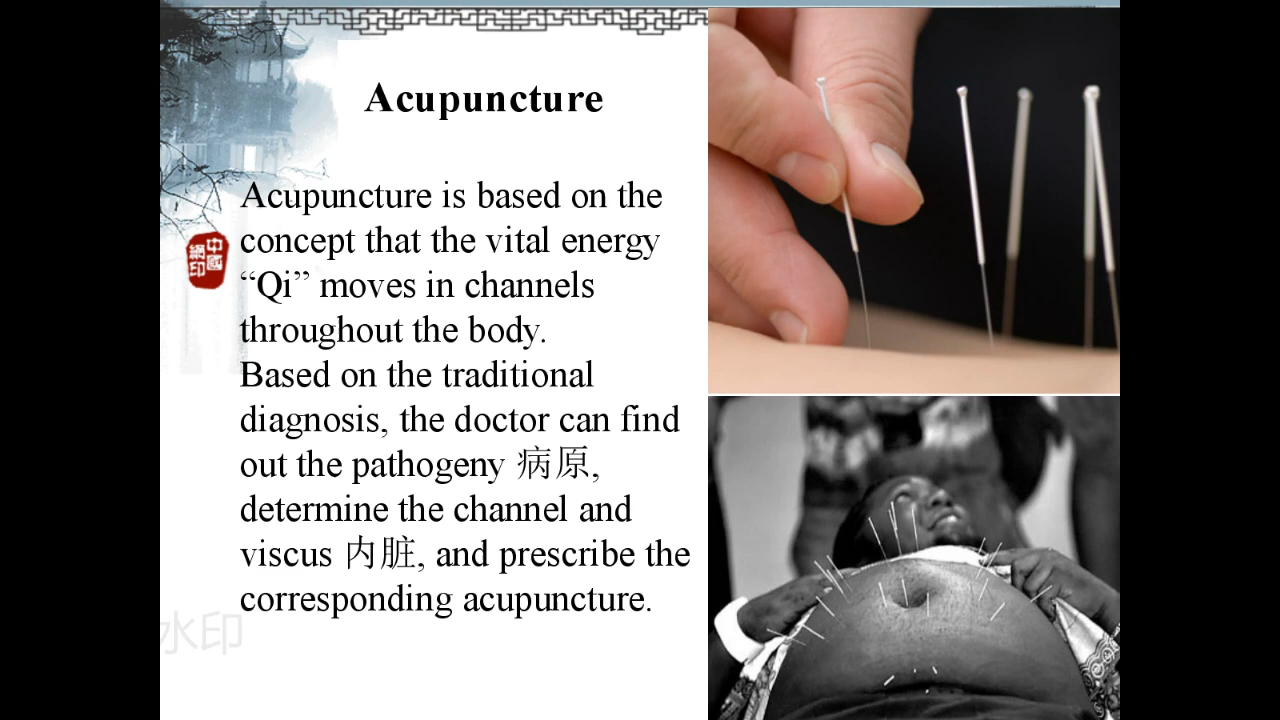 Acupuncture
Acupuncture is based on the
concept that the vital energy
“Qi” moves in channels
throughout the body.
Based on the traditional
diagnosis, the doctor can find
out the pathogeny 病原,
determine the channel and
viscus 内脏, and prescribe the
corresponding acupuncture.
中國
網印
水印